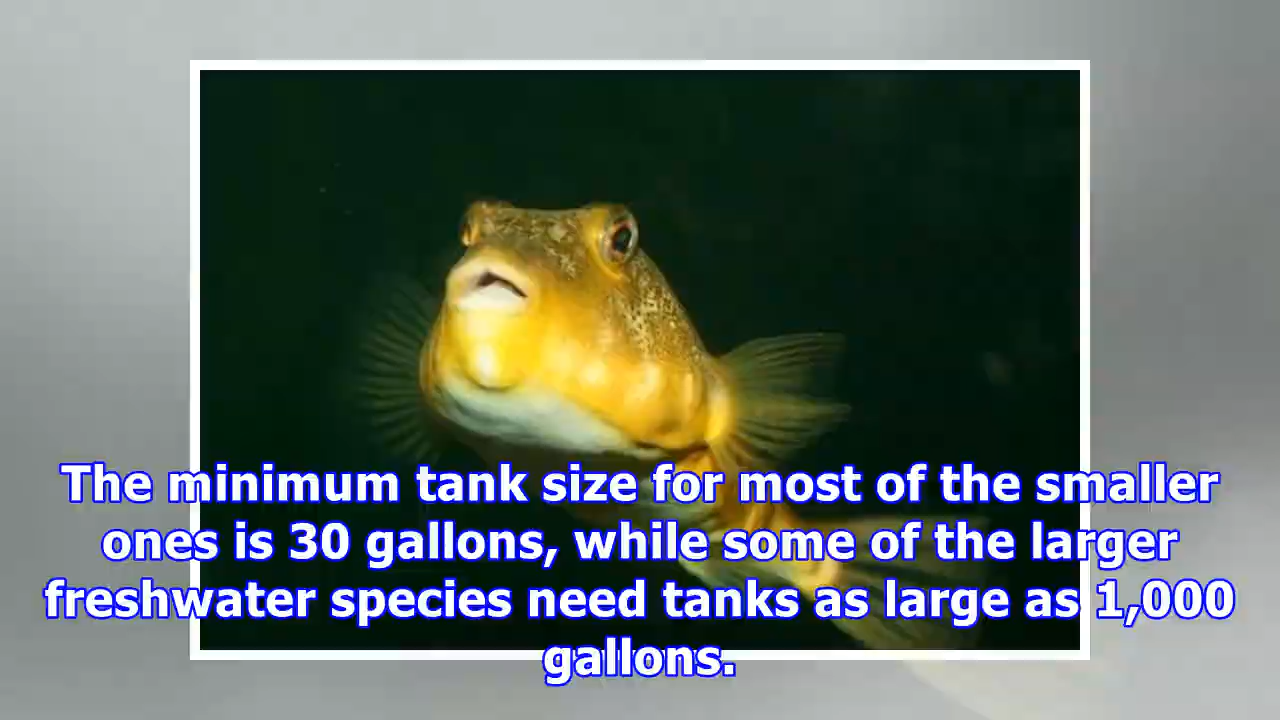 The minimum tank size for most of the smaller
ones is 30 gallons, while some of the larger
freshwater species need tanks as large as 1,000
gallons.